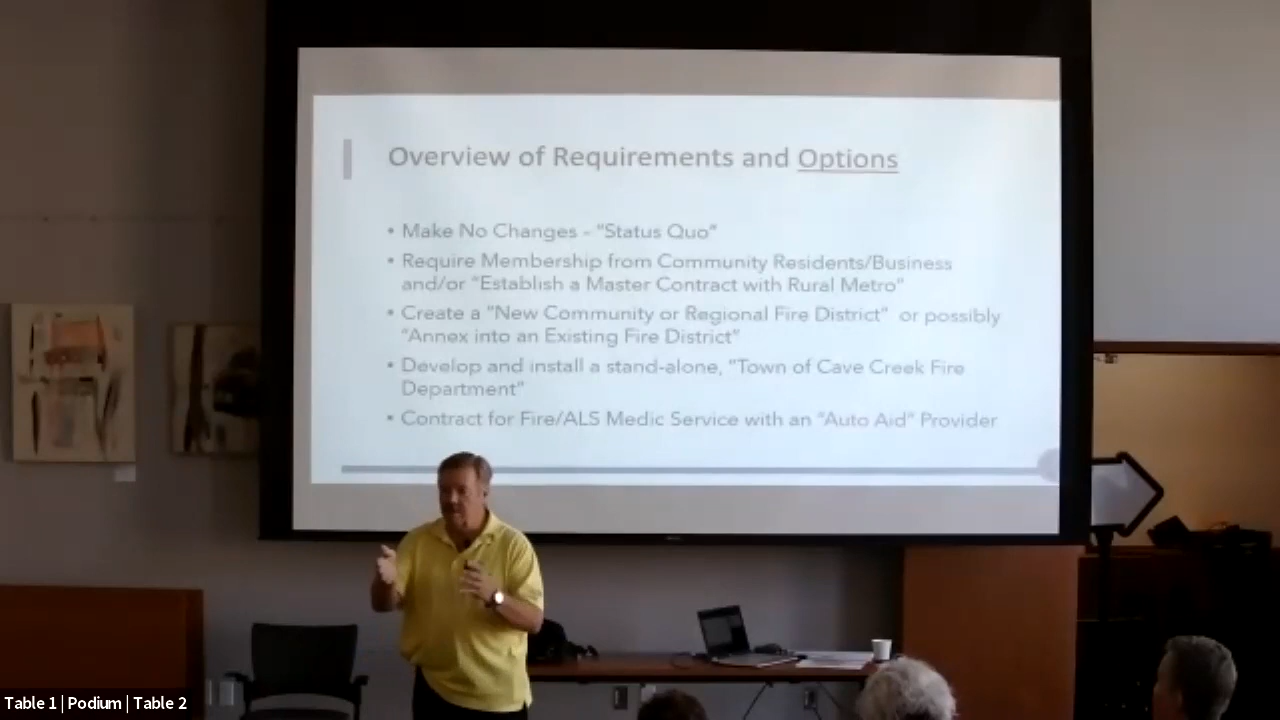 Overview of Requirements and Options
• Make No Changes - "Status Quo"
• Require Membership from Community Residents/Business
and/or "Establish a Master Contract with Rural Metro"
• Create a "New Community or Regional Fire District" or possibly
"Annex into an Existing Fire District"
• Develop and install a stand-alone, "Town of Cave Creek Fire
Department"
• Contract for Fire/ALS Medic Service with an "Auto Aid" Provider
Table 1 | Podium | Table 2